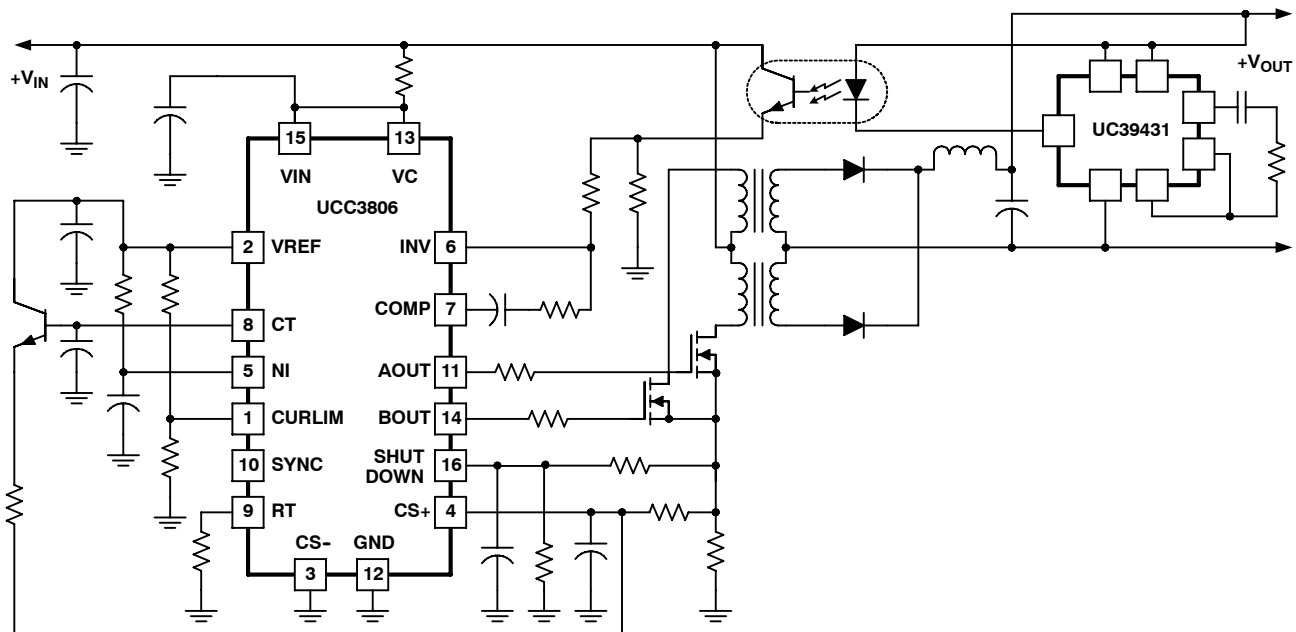 +VIN
+VOUT
15
13
VIN
VC
UC39431
UCC3806
2
VREF
INV
6
COMP
7
8
CT
5
NI
AOUT
11
1
CURLIM
BOUT
14
10
SYNC
SHUT
DOWN
16
9
RT
CS+
4
CS-
GND
3
12